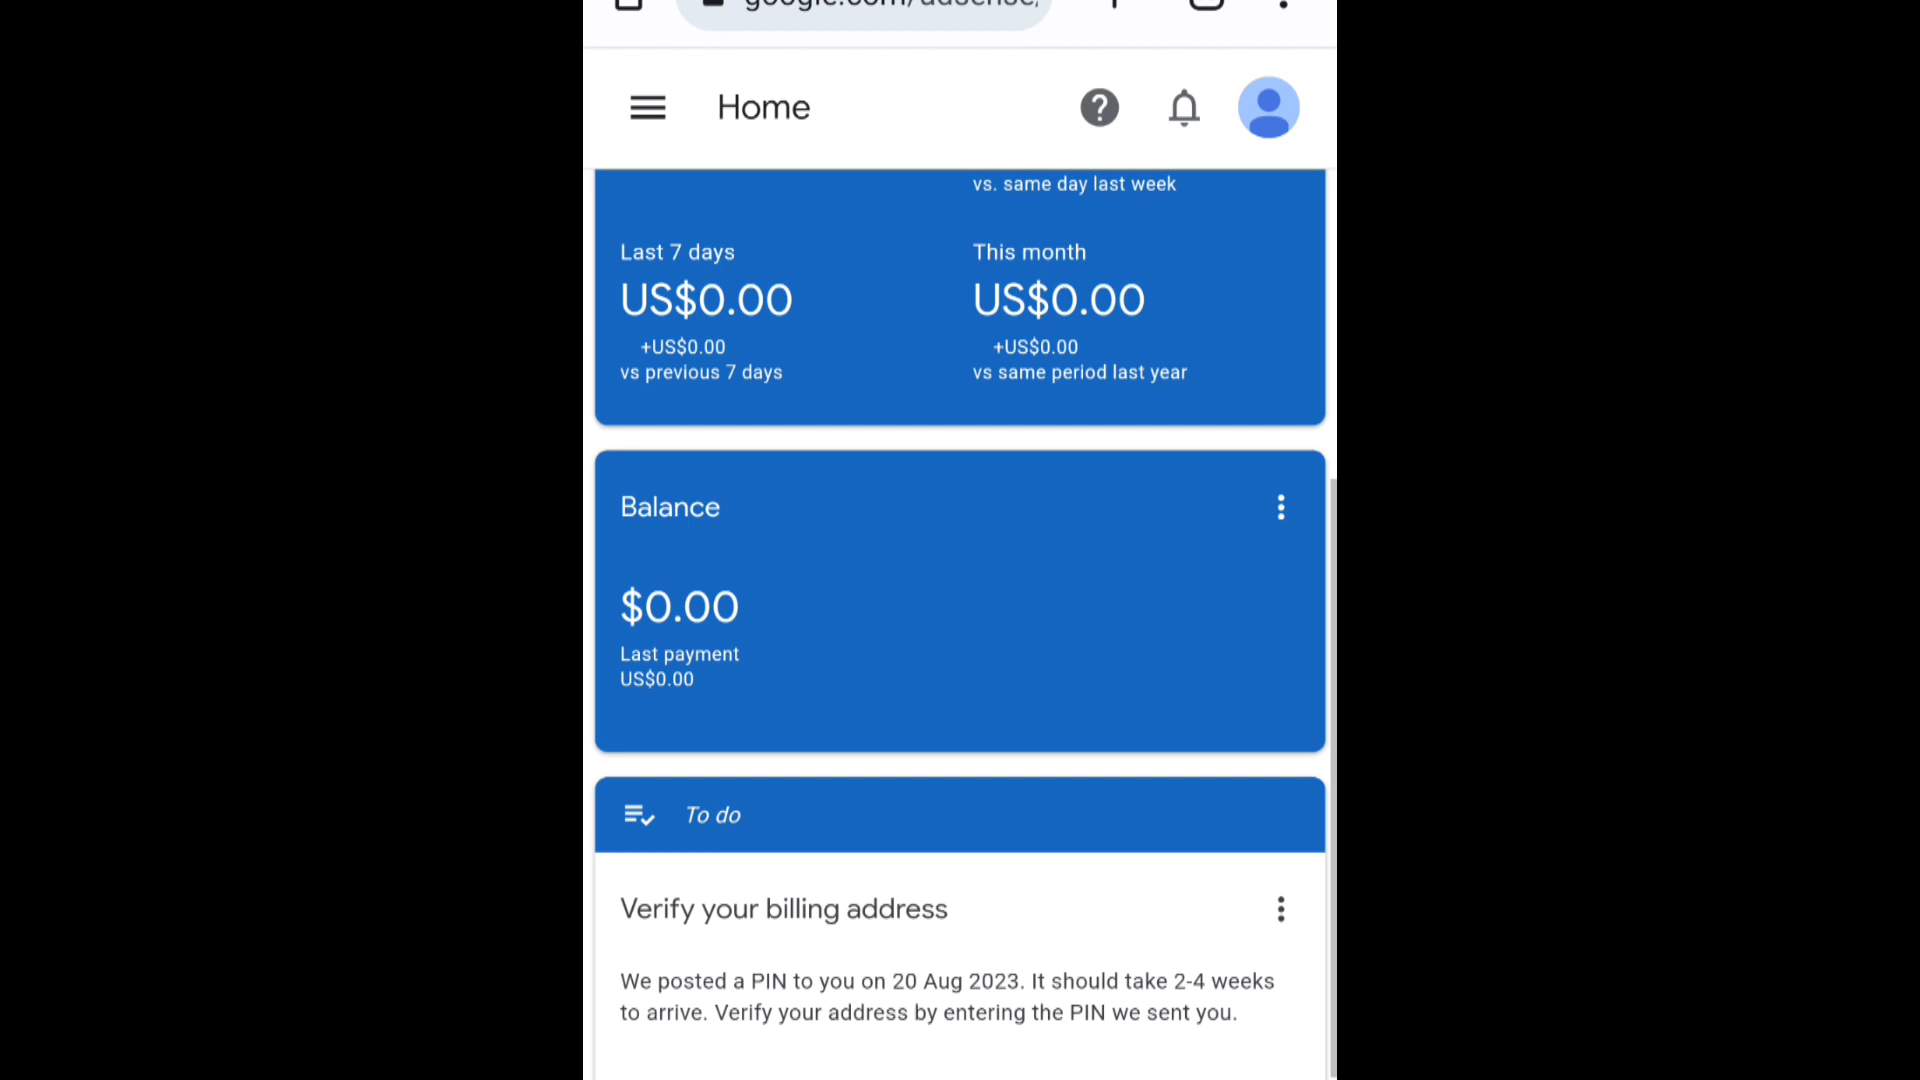 google.com/adsense/
Home
vs. same day last week
Last 7 days
This month
US$0.00
US$0.00
+US$0.00
+US$0.00
vs previous 7 days
vs same period last year
Balance
$0.00
Last payment
US$0.00
To do
Verify your billing address
We posted a PIN to you on 20 Aug 2023. It should take 2-4 weeks
to arrive. Verify your address by entering the PIN we sent you.